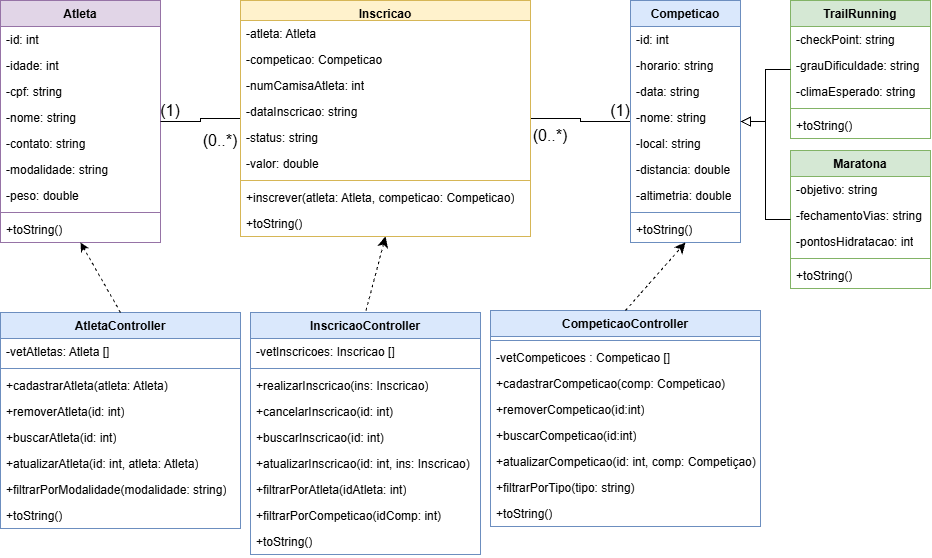 Atleta
-id: int
-idade: int
-cpf: string
-nome: string
-contato: string
-modalidade: string
-peso: double
+toString()
(1)
(0..*)
Inscricao
-atleta: Atleta
-competicao: Competicao
-numCamisaAtleta: int
-dataInscricao: string
-status: string
-valor: double
+inscrever(atleta: Atleta, competicao: Competicao)
+toString()
(1)
(0..*)
Competicao
-id: int
-horario: string
-data: string
-nome: string
-local: string
-distancia: double
-altimetria: double
+toString()
TrailRunning
-checkPoint: string
-grauDificuldade: string
-climaEsperado: string
+toString()
Maratona
-objetivo: string
-fechamentoVias: string
-pontosHidratacao: int
+toString()
AtletaController
-vetAtletas: Atleta []
+cadastrarAtleta(atleta: Atleta)
+removerAtleta(id: int)
+buscarAtleta(id: int)
+atualizarAtleta(id: int, atleta: Atleta)
+filtrarPorModalidade(modalidade: string)
+toString()
InscricaoController
-vetInscricoes: Inscricao []
+realizarInscricao(ins: Inscricao)
+cancelarInscricao(id: int)
+buscarInscricao(id: int)
+atualizarInscricao(id: int, ins: Inscricao)
+filtrarPorAtleta(idAtleta: int)
+filtrarPorCompeticao(idComp: int)
+toString()
CompeticaoController
-vetCompeticoes : Competicao []
+cadastrarCompeticao(comp: Competicao)
+removerCompeticao(id:int)
+buscarCompeticao(id:int)
+atualizarCompeticao(id: int, comp: Competiçao)
+filtrarPorTipo(tipo: string)
+toString()